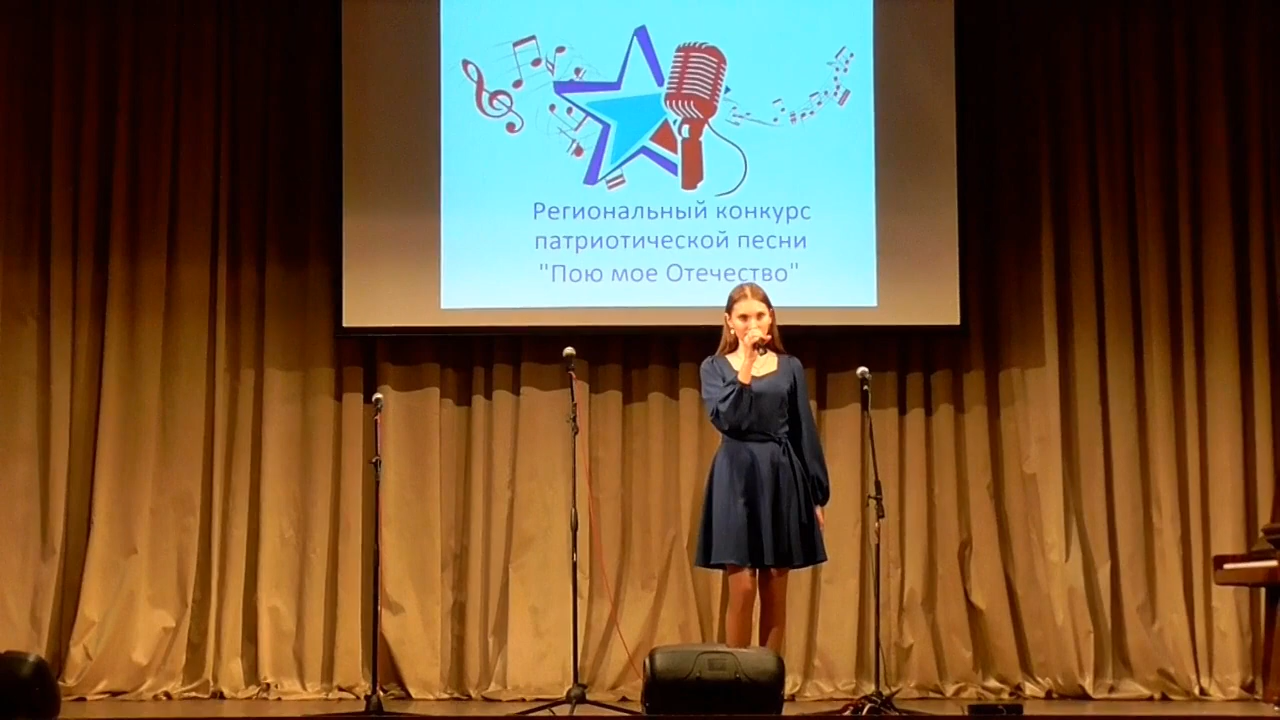 Региональный конкурс
патриотической песни
"Пою мое Отечество"